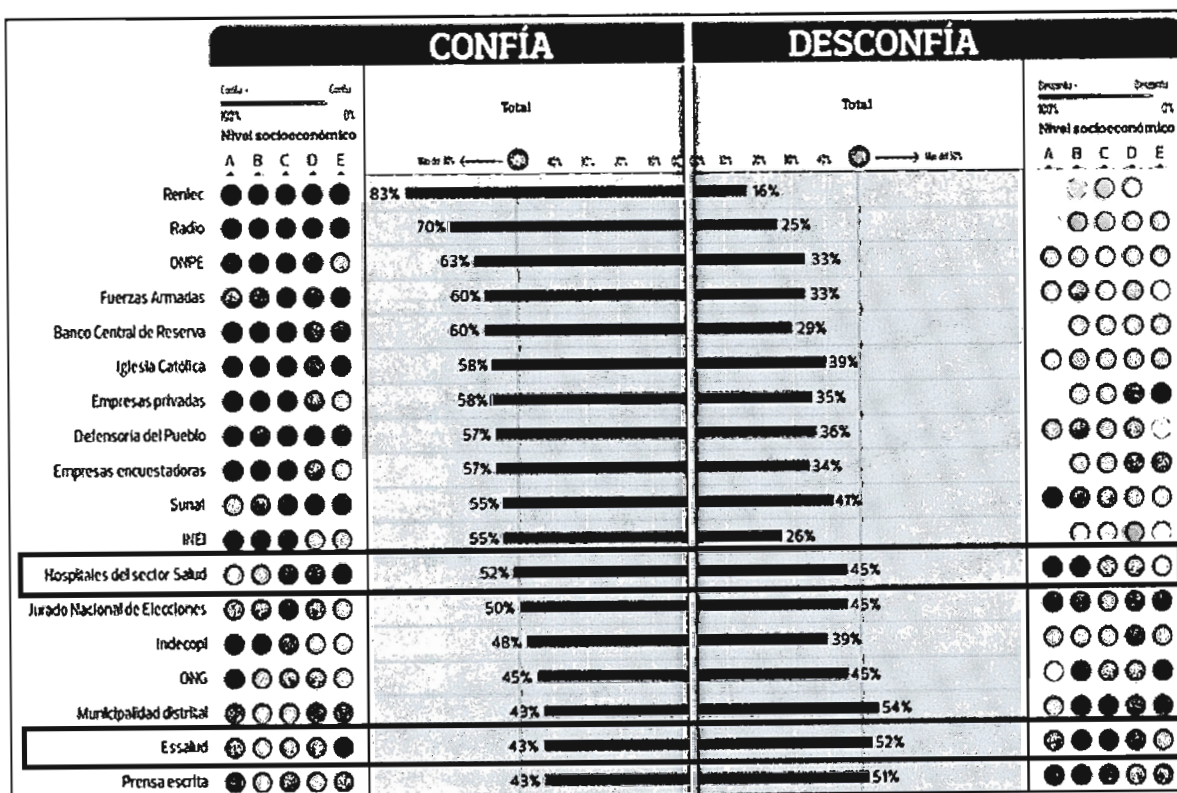 CONFÍA DESCONFÍA
100% 0% Total Total 100% 0%
Nivel socioeconómico Nivel socioeconómico
A B C D E A B C D E
Reniec 83% 16%
Radio 70% 25%
ONPE 63% 33%
Fuerzas Armadas 60% 33%
Banco Central de Reserva 60% 29%
Iglesia Católica 58% 39%
Empresas privadas 58% 35%
Defensoría del Pueblo 57% 36%
Empresas encuestadoras 57% 34%
Sunat 55% 41%
INEI 55% 26%
Hospitales del sector Salud 52% 45%
Jurado Nacional de Elecciones 50% 45%
Indecopi 48% 39%
ONG 45% 45%
Municipalidad distrital 43% 54%
Essalud 43% 52%
Prensa escrita 43% 51%